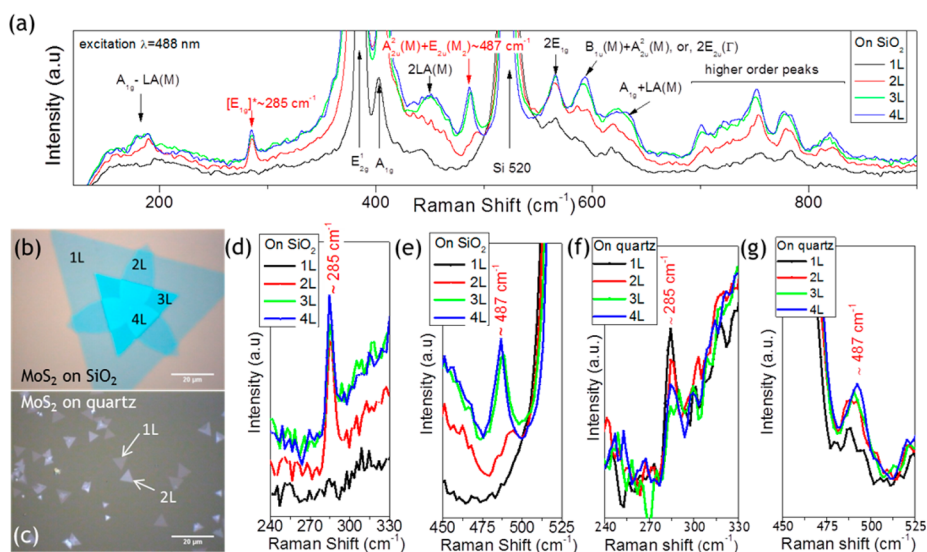 (a)
excitation λ=488 nm
A₁g - LA(M)
[E₁g]*~285 cm⁻¹
A²₂u(M)+E₂u(M₂)~487 cm⁻¹
2LA(M)
2E₁g
B₁u(M)+A²₂u(M), or, 2E₂u(Γ)
A₁g+LA(M)
higher order peaks
On SiO₂
1L
2L
3L
4L
E¹₂g
A₁g
Si 520
Intensity (a.u)
200 400 600 800
Raman Shift (cm⁻¹)
(b)
1L
2L
3L
4L
MoS₂ on SiO₂
20 μm
MoS₂ on quartz
1L
2L
(c)
20 μm
(d)
On SiO₂
1L
2L
3L
4L
~ 285 cm⁻¹
Intensity (a.u)
240 270 300 330
Raman shift (cm⁻¹)
(e)
On SiO₂
1L
2L
3L
4L
~ 487 cm⁻¹
Intensity (a.u)
450 475 500 525
Raman Shift (cm⁻¹)
(f)
On quartz
1L
2L
3L
4L
~ 285 cm⁻¹
Intensity (a.u)
240 270 300 330
Raman Shift (cm⁻¹)
(g)
On quartz
1L
2L
3L
4L
~ 487 cm⁻¹
Intensity (a.u)
450 475 500 525
Raman shift (cm⁻¹)